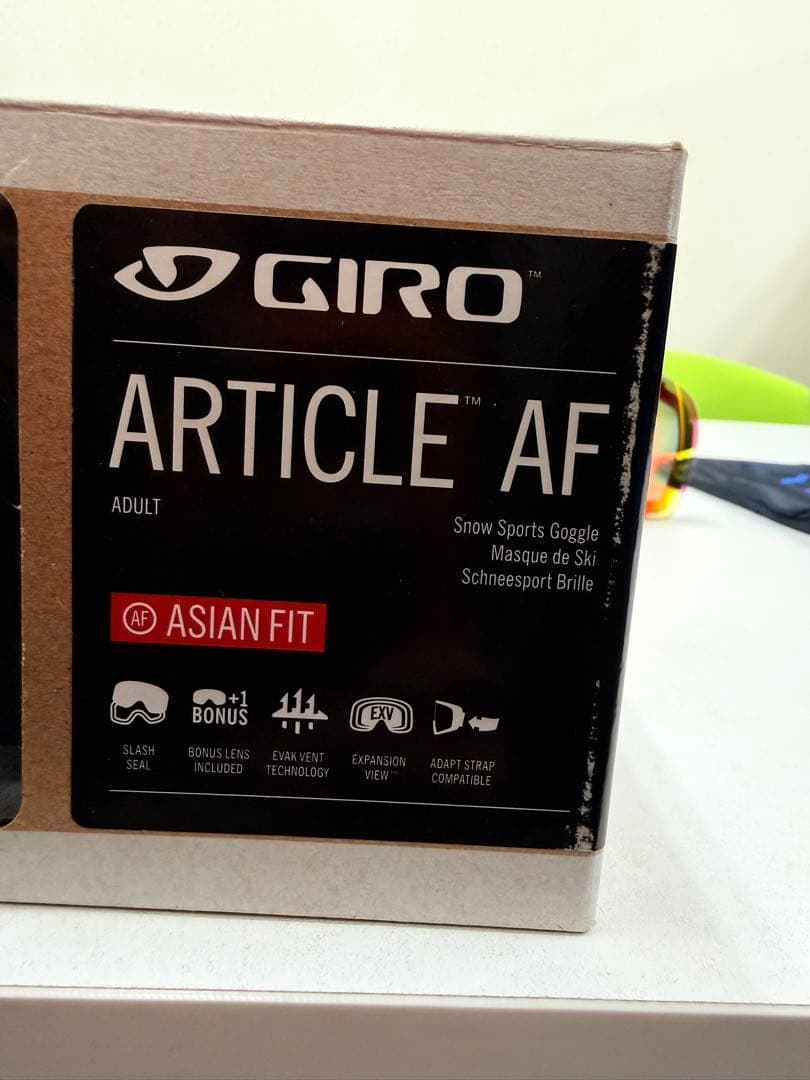 GIRO™
ARTICLE™ AF
ADULT
Snow Sports Goggle
Masque de Ski
Schneesport Brille
AF ASIAN FIT
+1
BONUS
EXV
SLASH
SEAL
BONUS LENS
INCLUDED
EVAK VENT
TECHNOLOGY
EXPANSION
VIEW™
ADAPT STRAP
COMPATIBLE